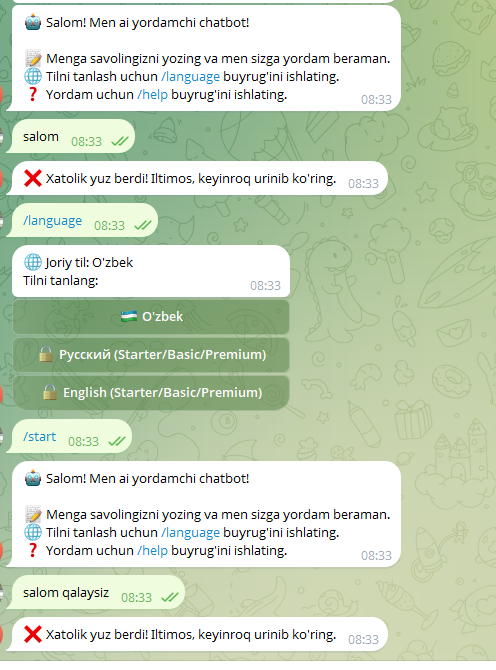 Salom! Men ai yordamchi chatbot!
Menga savolingizni yozing va men sizga yordam beraman.
Tilni tanlash uchun /language buyrug'ini ishlating.
Yordam uchun /help buyrug'ini ishlating.
08:33
salom 08:33
Xatolik yuz berdi! Iltimos, keyinroq urinib ko'ring. 08:33
/language 08:33
Joriy til: O'zbek
Tilni tanlang:
08:33
O'zbek
Русский (Starter/Basic/Premium)
English (Starter/Basic/Premium)
/start 08:33
Salom! Men ai yordamchi chatbot!
Menga savolingizni yozing va men sizga yordam beraman.
Tilni tanlash uchun /language buyrug'ini ishlating.
Yordam uchun /help buyrug'ini ishlating.
08:33
salom qalaysiz 08:33
Xatolik yuz berdi! Iltimos, keyinroq urinib ko'ring. 08:33